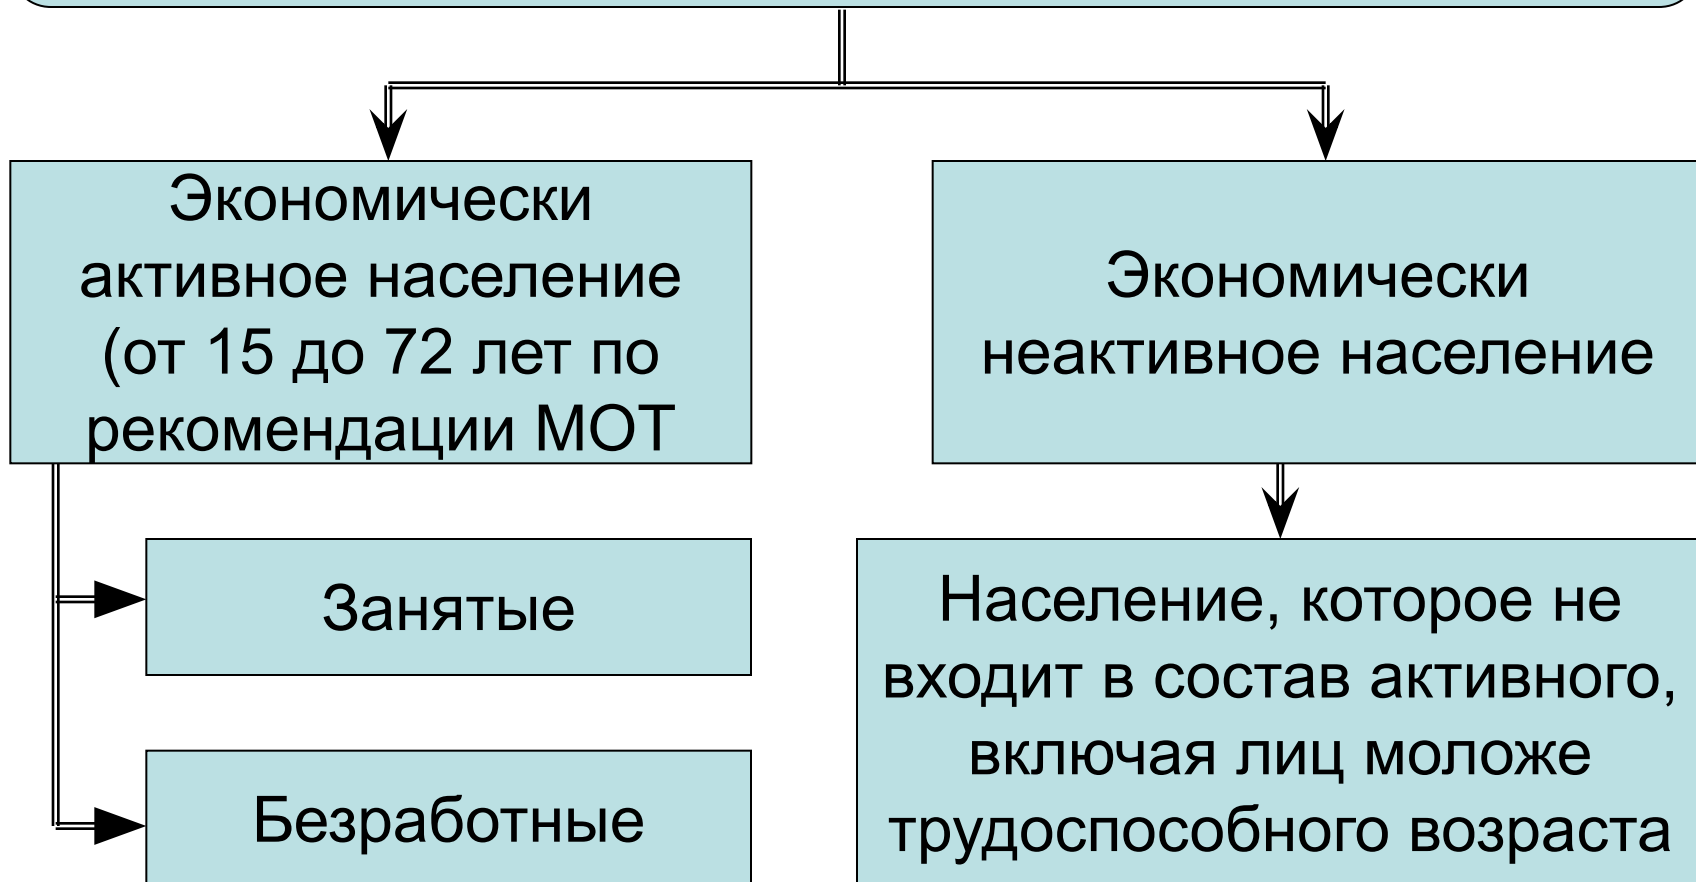 Экономически
активное население
(от 15 до 72 лет по
рекомендации МОТ
Экономически
неактивное население
Занятые
Безработные
Население, которое не
входит в состав активного,
включая лиц моложе
трудоспособного возраста